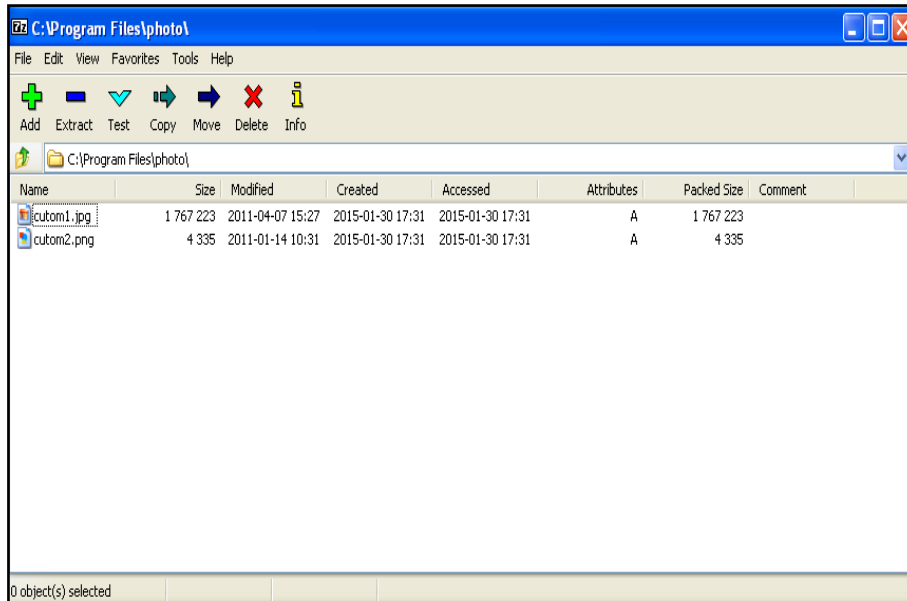 7z C:\Program Files\photo\
File Edit View Favorites Tools Help
Add Extract Test Copy Move Delete Info
C:\Program Files\photo\
Name Size Modified Created Accessed Attributes Packed Size Comment
cutom1.jpg 1 767 223 2011-04-07 15:27 2015-01-30 17:31 2015-01-30 17:31 A 1 767 223
cutom2.png 4 335 2011-01-14 10:31 2015-01-30 17:31 2015-01-30 17:31 A 4 335
0 object(s) selected